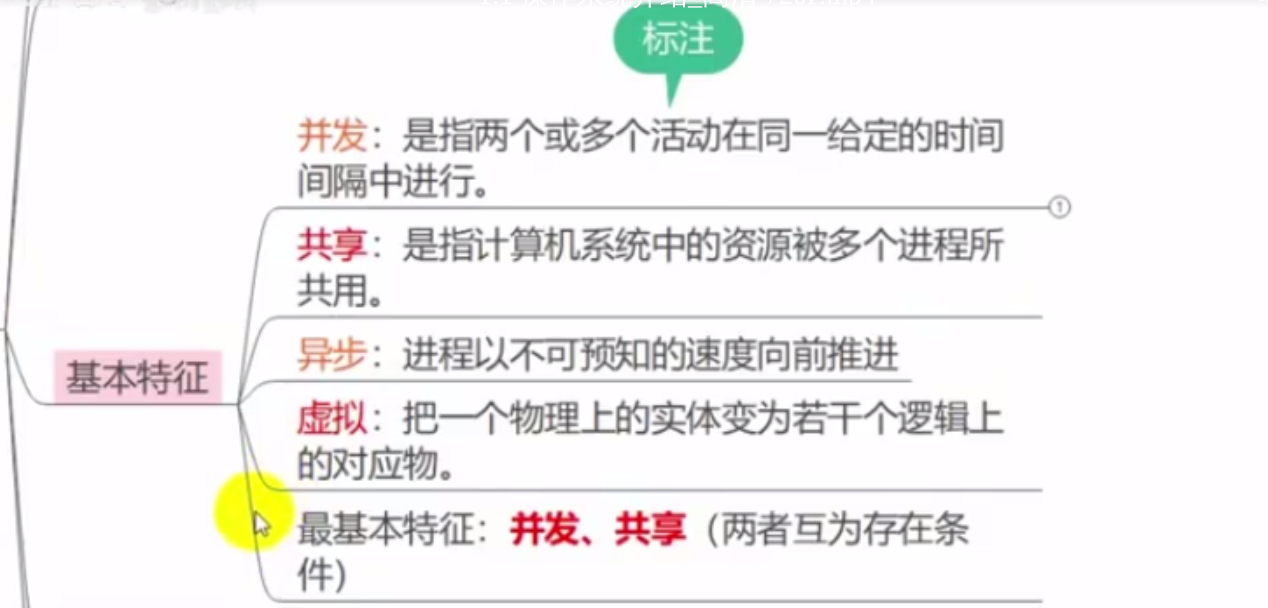 标注
并发：是指两个或多个活动在同一给定的时间
间隔中进行。
1
共享：是指计算机系统中的资源被多个进程所
共用。
异步：进程以不可预知的速度向前推进
基本特征
虚拟：把一个物理上的实体变为若干个逻辑上
的对应物。
最基本特征：并发、共享（两者互为存在条
件)